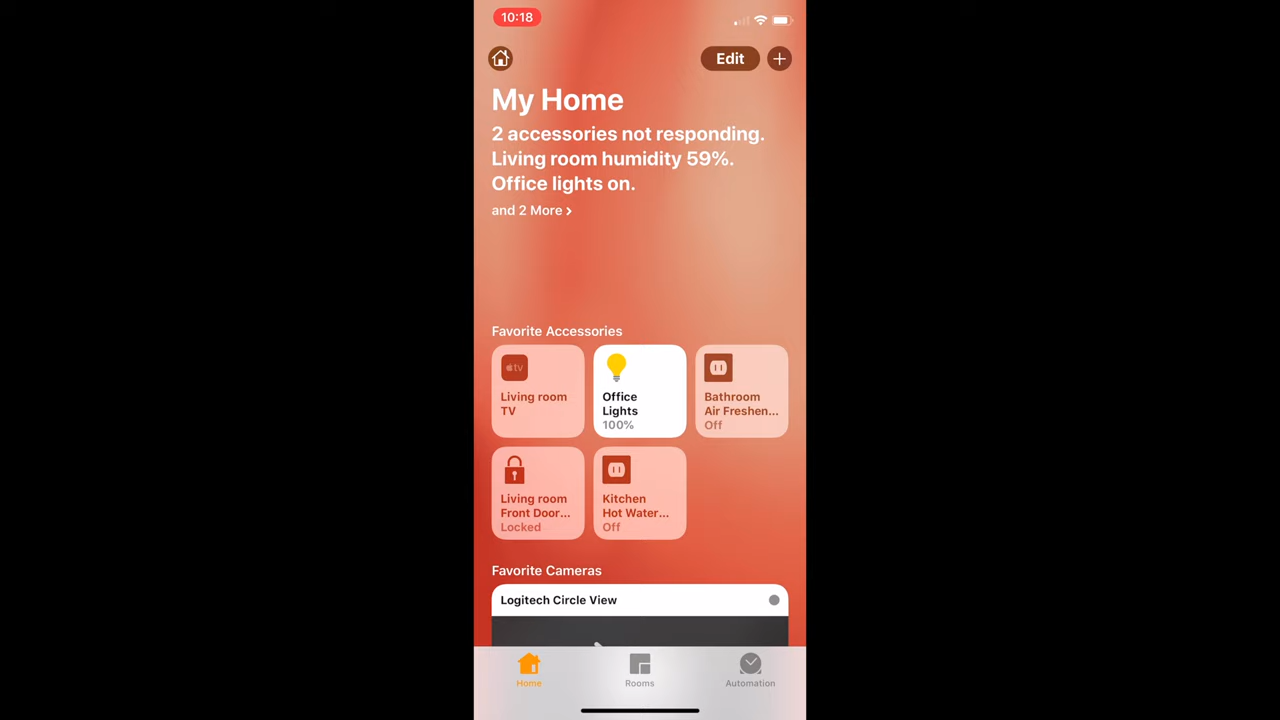 10:18
Edit
My Home
2 accessories not responding.
Living room humidity 59%.
Office lights on.
and 2 More >
Favorite Accessories
tv
Living room
TV
Office
Lights
100%
Bathroom
Air Freshen...
Off
Living room
Front Door...
Locked
Kitchen
Hot Water...
Off
Favorite Cameras
Logitech Circle View
Home
Rooms
Automation